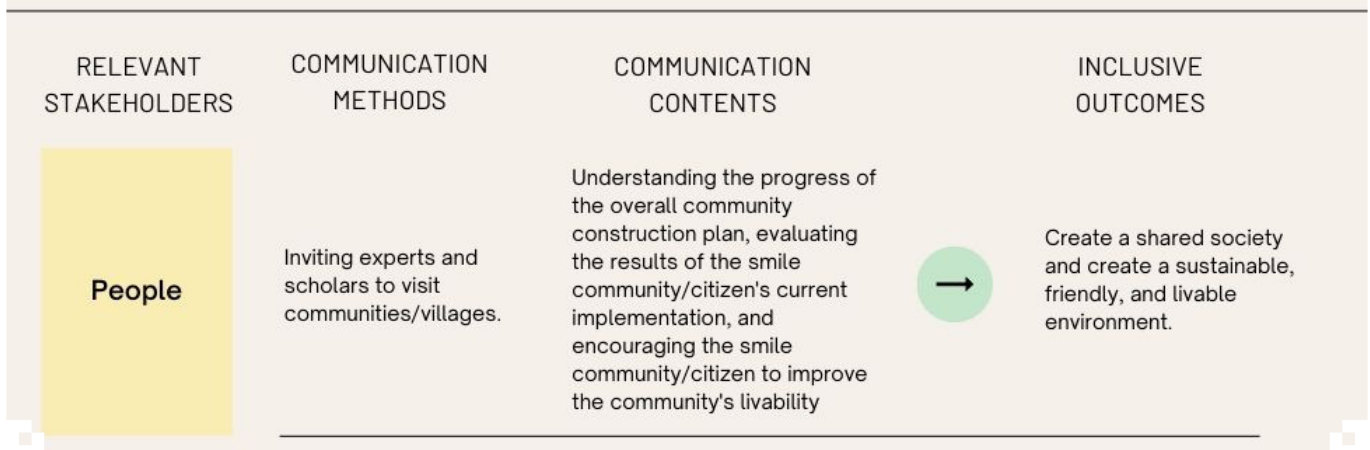 RELEVANT
STAKEHOLDERS
COMMUNICATION
METHODS
COMMUNICATION
CONTENTS
INCLUSIVE
OUTCOMES
People
Inviting experts and
scholars to visit
communities/villages.
Understanding the progress of
the overall community
construction plan, evaluating
the results of the smile
community/citizen's current
implementation, and
encouraging the smile
community/citizen to improve
the community's livability
Create a shared society
and create a sustainable,
friendly, and livable
environment.